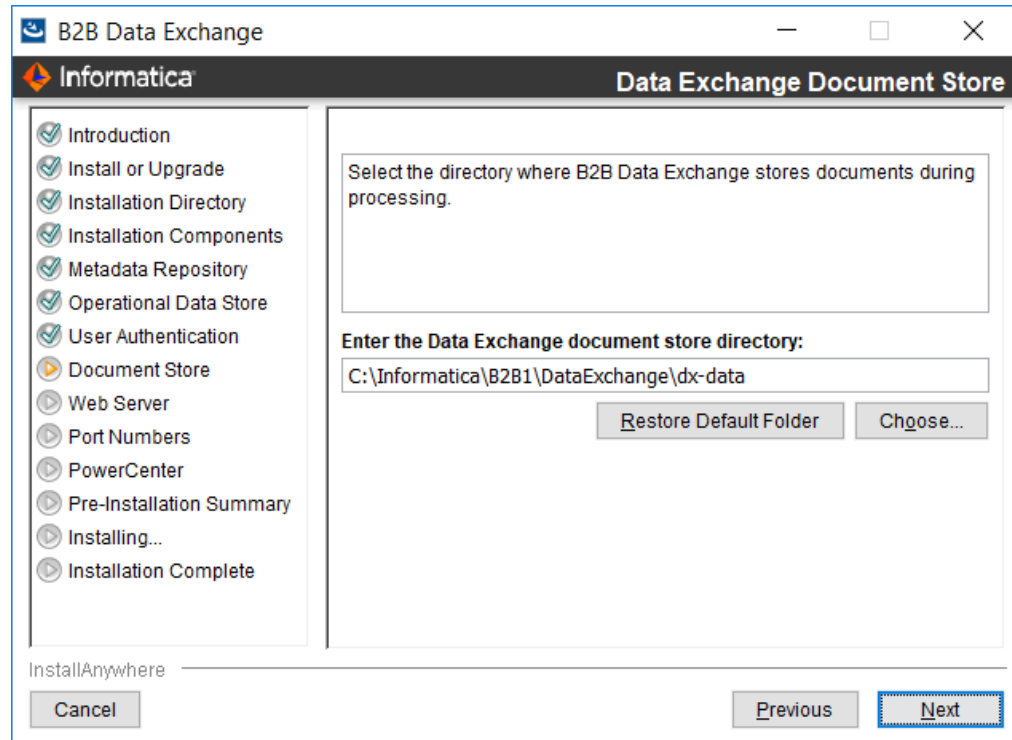 B2B Data Exchange
Informatica
Data Exchange Document Store
Introduction
Install or Upgrade
Installation Directory
Installation Components
Metadata Repository
Operational Data Store
User Authentication
Document Store
Web Server
Port Numbers
PowerCenter
Pre-Installation Summary
Installing...
Installation Complete
Select the directory where B2B Data Exchange stores documents during
processing.
Enter the Data Exchange document store directory:
C:\Informatica\B2B1\DataExchange\dx-data
Restore Default Folder
Choose...
InstallAnywhere
Cancel
Previous
Next